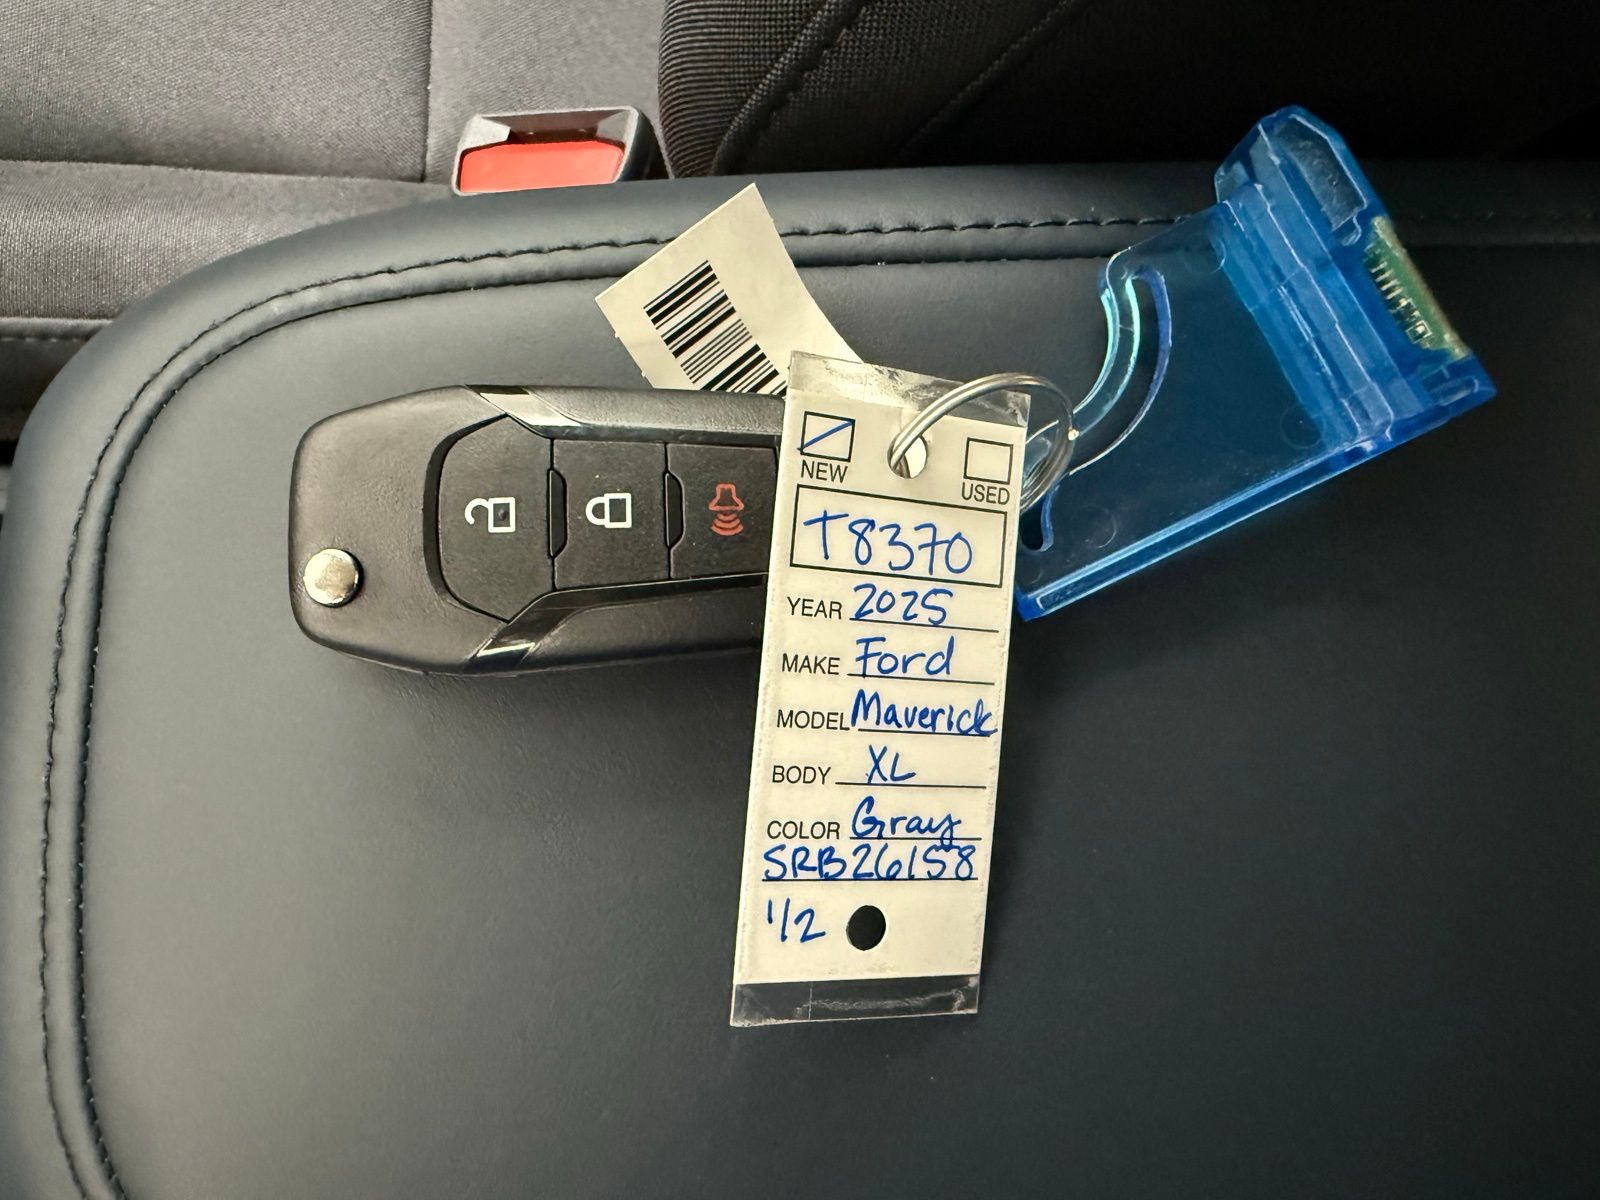 NEW USED
T8370
YEAR 2025
MAKE Ford
MODEL Maverick
BODY XL
COLOR Gray
SRB26158
1/2